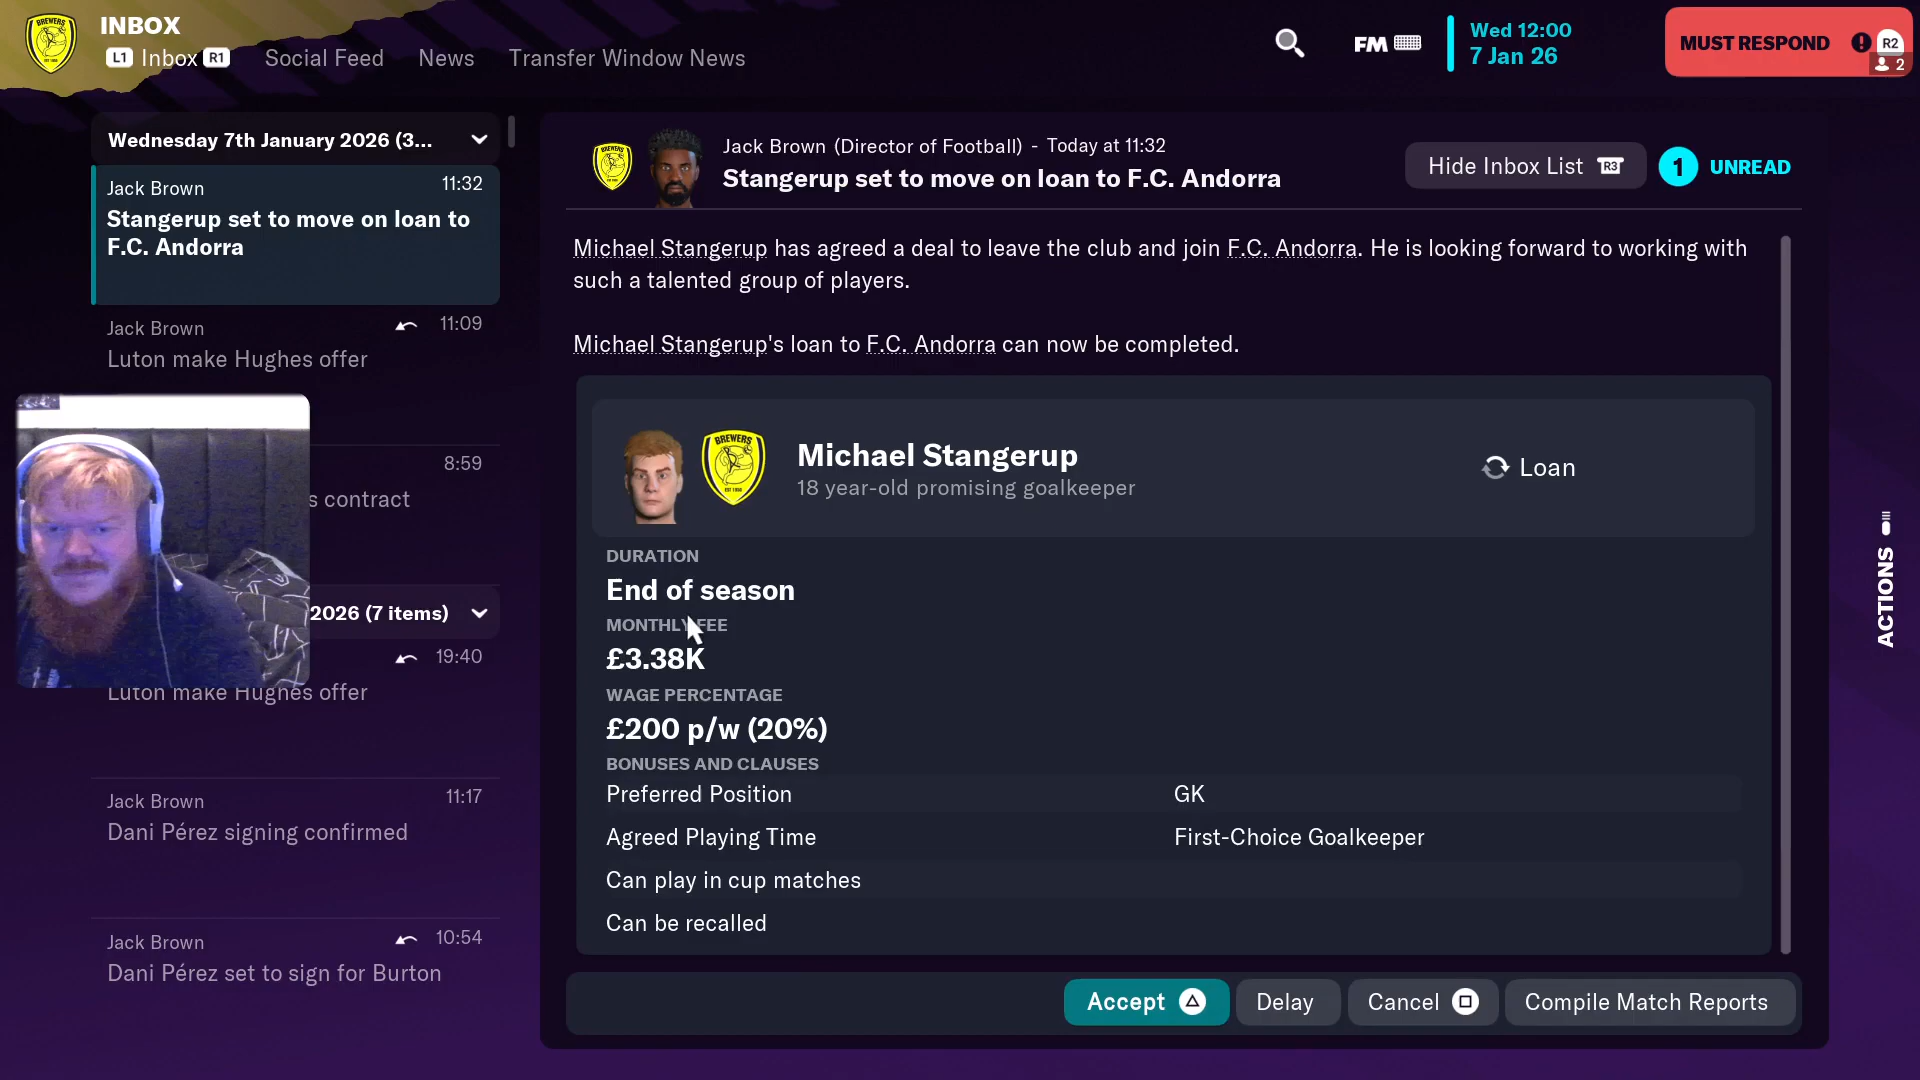 INBOX
L1 Inbox R1
Social Feed
News
Transfer Window News
FM
Wed 12:00
7 Jan 26
MUST RESPOND
R2
2
Wednesday 7th January 2026 (3...
Jack Brown 11:32
Stangerup set to move on loan to
F.C. Andorra
Jack Brown 11:09
Luton make Hughes offer
8:59
s contract
2026 (7 items)
19:40
Luton make Hughes offer
Jack Brown 11:17
Dani Pérez signing confirmed
Jack Brown 10:54
Dani Pérez set to sign for Burton
Jack Brown (Director of Football) - Today at 11:32
Stangerup set to move on loan to F.C. Andorra
Hide Inbox List R3
1 UNREAD
Michael Stangerup has agreed a deal to leave the club and join F.C. Andorra. He is looking forward to working with
such a talented group of players.
Michael Stangerup's loan to F.C. Andorra can now be completed.
BREWERS
Michael Stangerup
18 year-old promising goalkeeper
Loan
DURATION
End of season
MONTHLY FEE
£3.38K
WAGE PERCENTAGE
£200 p/w (20%)
BONUSES AND CLAUSES
Preferred Position GK
Agreed Playing Time First-Choice Goalkeeper
Can play in cup matches
Can be recalled
Accept
Delay
Cancel
Compile Match Reports
ACTIONS